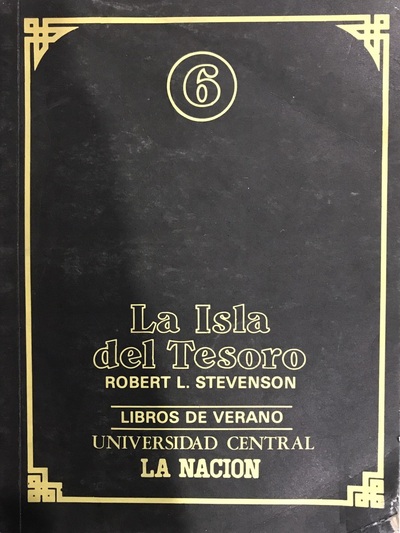 6
La Isla
del Tesoro
ROBERT L. STEVENSON
LIBROS DE VERANO
UNIVERSIDAD CENTRAL
LA NACION